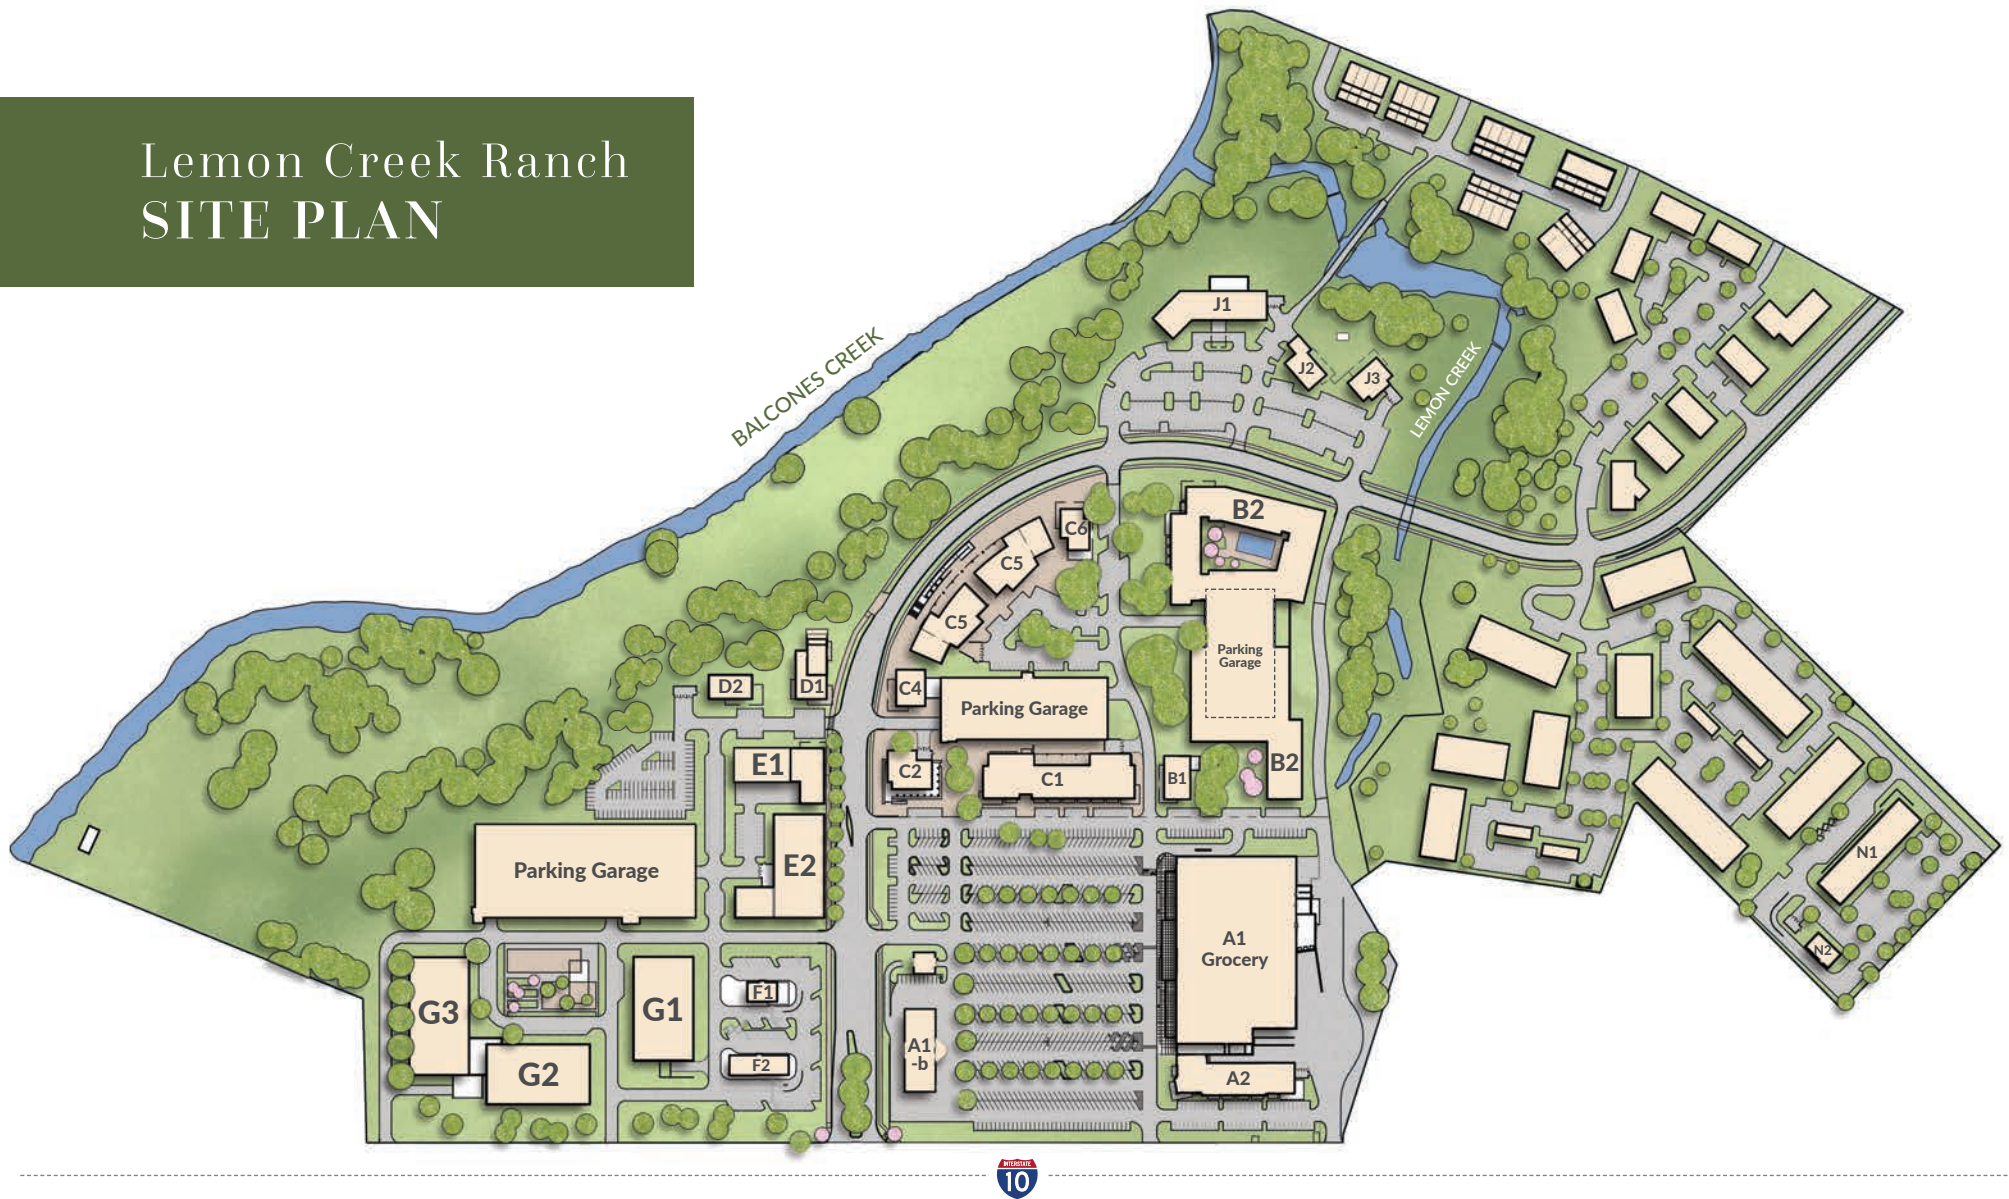 Lemon Creek Ranch
SITE PLAN
BALCONES CREEK
LEMON CREEK
J1
J2
J3
B2
C6
C5
C5
Parking
Garage
D2
D1
C4
Parking Garage
E1
C2
C1
B1
B2
Parking Garage
E2
N1
A1
Grocery
N2
G3
G1
F1
G2
F2
A1
-b
A2
INTERSTATE
10